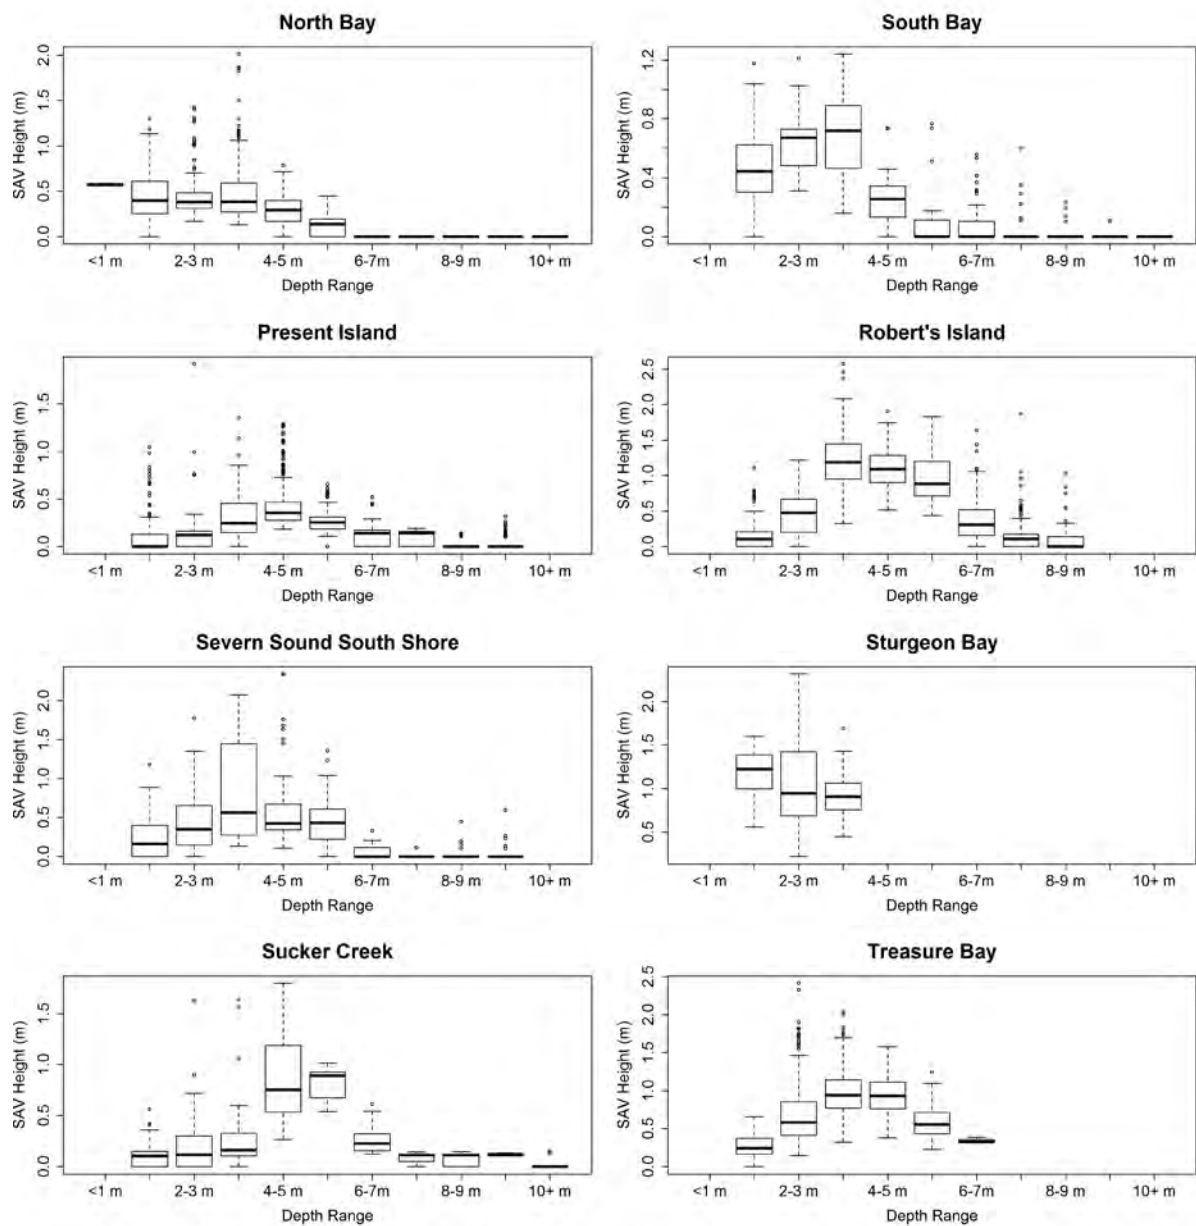 North Bay
SAV Height (m)
2.0
1.5
1.0
0.5
0.0
<1 m 2-3 m 4-5 m 6-7m 8-9 m 10+ m
Depth Range
South Bay
SAV Height (m)
1.2
0.8
0.4
0.0
<1 m 2-3 m 4-5 m 6-7m 8-9 m 10+ m
Depth Range
Present Island
SAV Height (m)
1.5
1.0
0.5
0.0
<1 m 2-3 m 4-5 m 6-7m 8-9 m 10+ m
Depth Range
Robert's Island
SAV Height (m)
2.5
2.0
1.5
1.0
0.5
0.0
<1 m 2-3 m 4-5 m 6-7m 8-9 m 10+ m
Depth Range
Severn Sound South Shore
SAV Height (m)
2.0
1.5
1.0
0.5
0.0
<1 m 2-3 m 4-5 m 6-7m 8-9 m 10+ m
Depth Range
Sturgeon Bay
SAV Height (m)
2.0
1.5
1.0
0.5
<1 m 2-3 m 4-5 m 6-7m 8-9 m 10+ m
Depth Range
Sucker Creek
SAV Height (m)
1.5
1.0
0.5
0.0
<1 m 2-3 m 4-5 m 6-7m 8-9 m 10+ m
Depth Range
Treasure Bay
SAV Height (m)
2.5
2.0
1.5
1.0
0.5
0.0
<1 m 2-3 m 4-5 m 6-7m 8-9 m 10+ m
Depth Range